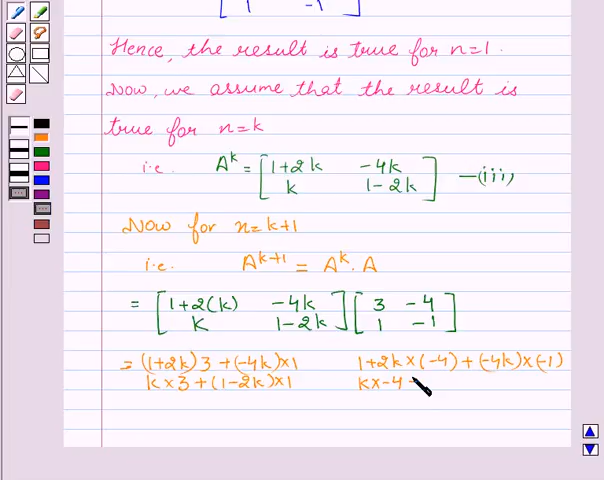 1 -1
Hence, the result is true for n=1.
Now, we assume that the result is
true for n=k
i.e. A^k = [1+2k -4k
k 1-2k] —(iii)
Now for n=k+1
i.e. A^{k+1} = A^k . A
= [1+2(k) -4k] [3 -4]
[K 1-2k] [1 -1]
= (1+2k)3+(-4k)×1 1+2k×(-4)+(-4k)×(-1)
k×3+(1-2k)×1 k×-4